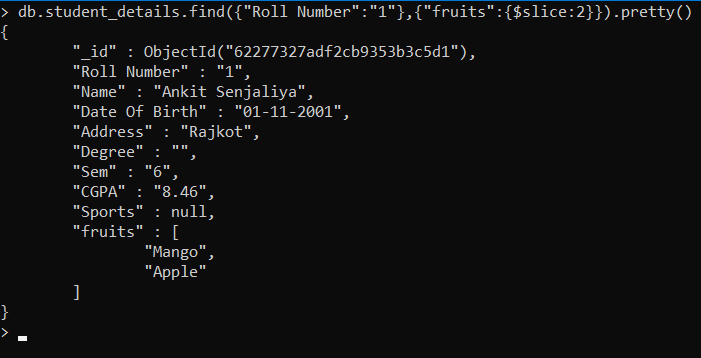 > db.student_details.find({"Roll Number":"1"},{"fruits":{$slice:2}}).pretty()
{
        "_id" : ObjectId("62277327adf2cb9353b3c5d1"),
        "Roll Number" : "1",
        "Name" : "Ankit Senjaliya",
        "Date Of Birth" : "01-11-2001",
        "Address" : "Rajkot",
        "Degree" : "",
        "Sem" : "6",
        "CGPA" : "8.46",
        "Sports" : null,
        "fruits" : [
                "Mango",
                "Apple"
        ]
}
>